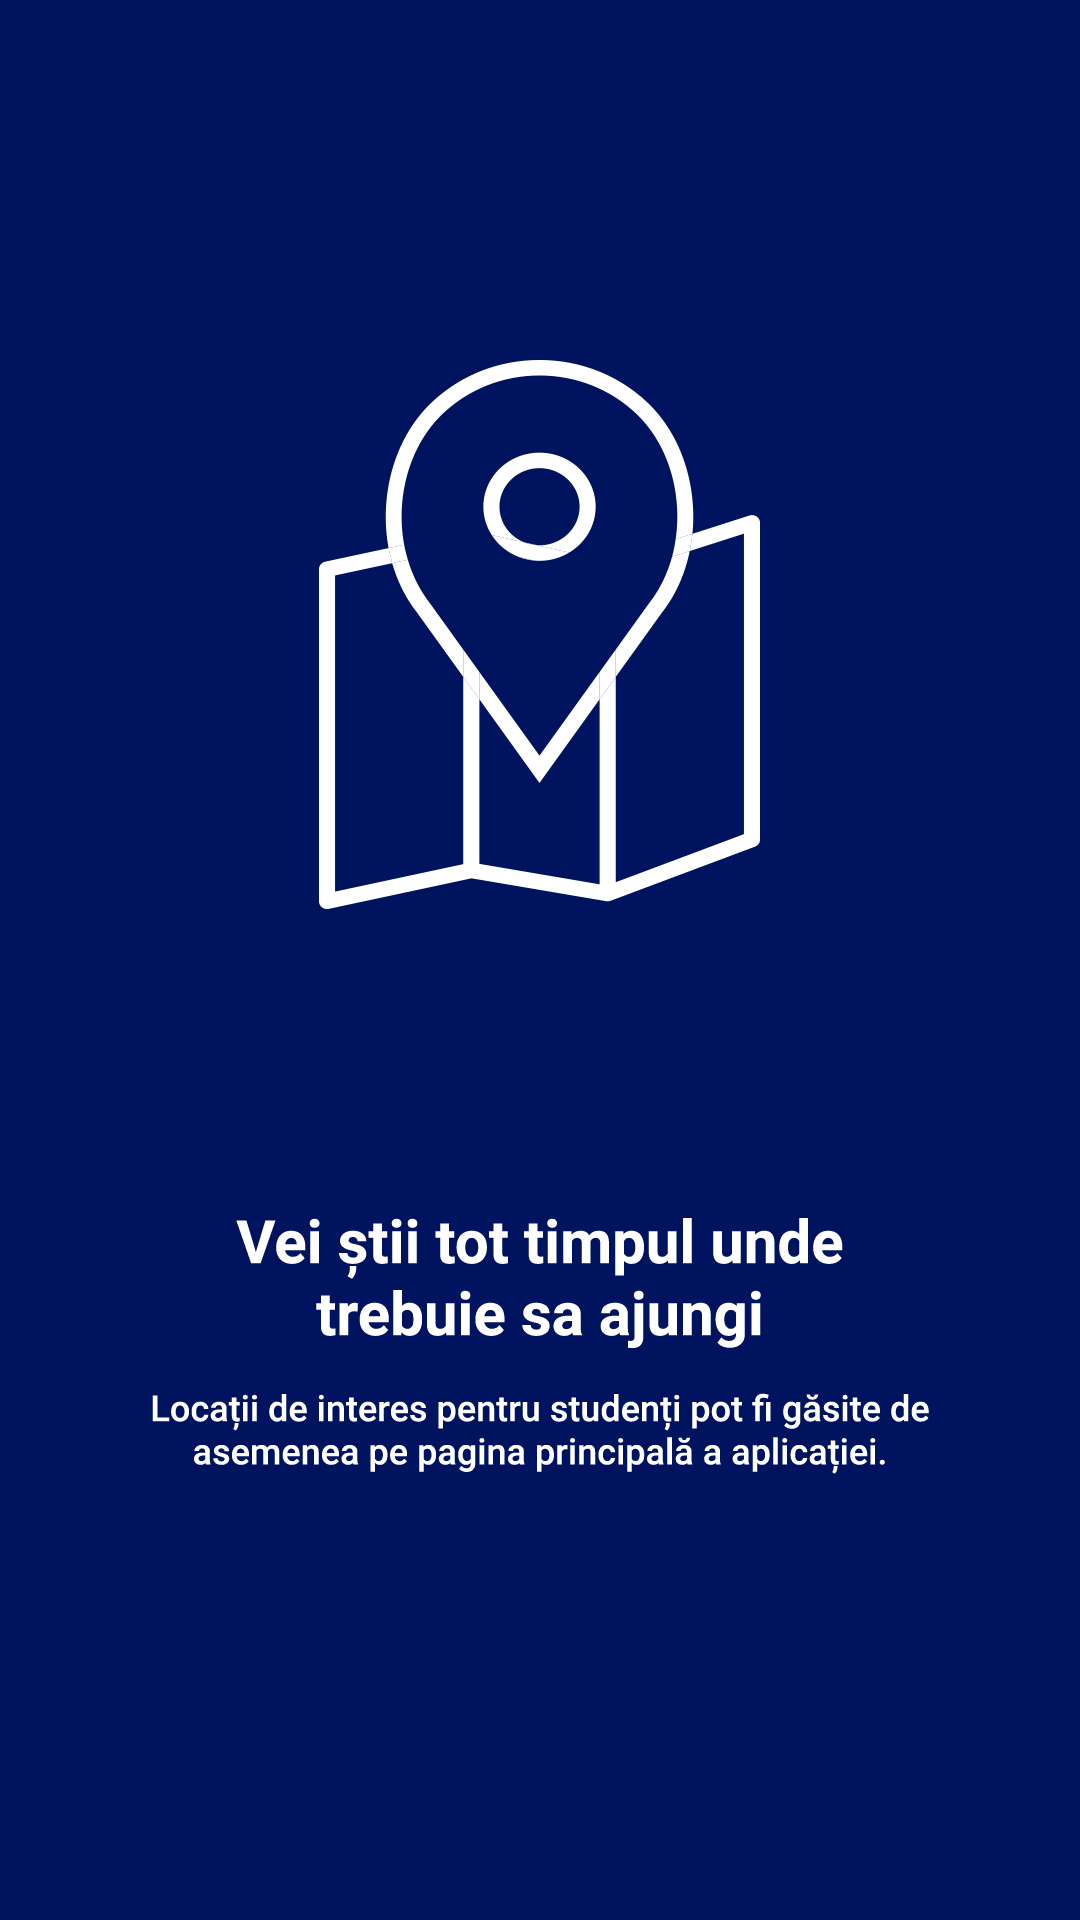 Vei știi tot timpul unde
trebuie sa ajungi
Locații de interes pentru studenți pot fi găsite de
asemenea pe pagina principală a aplicației.